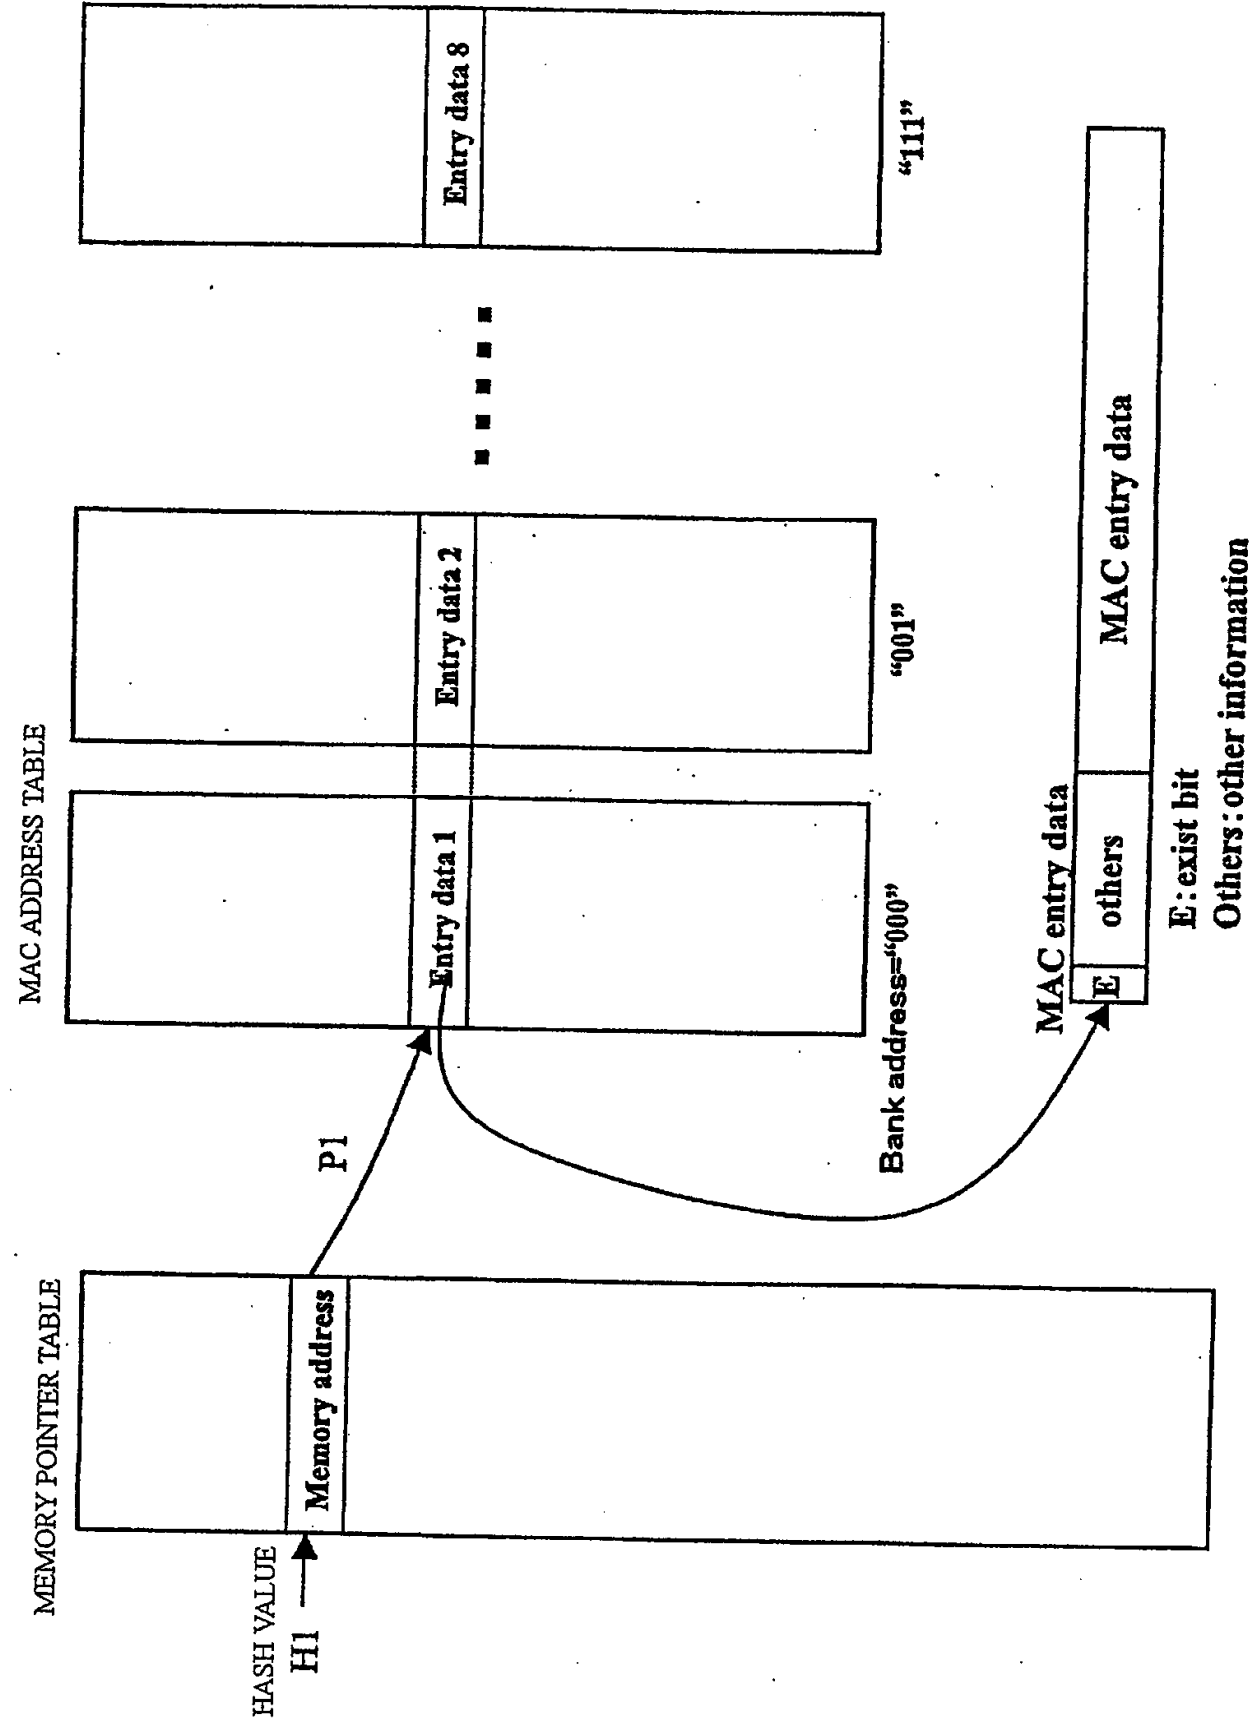 MEMORY POINTER TABLE
HASH VALUE
H1
Memory address
P1
MAC ADDRESS TABLE
Entry data 1
Entry data 2
Entry data 8
Bank address=“000”
“001”
“111”
MAC entry data
E
others
MAC entry data
E:exist bit
Others:other information